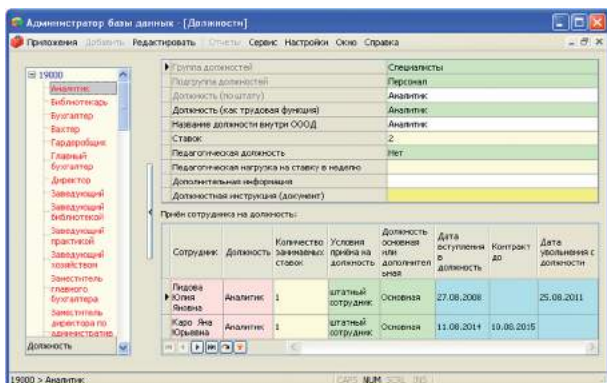 Администратор базы данных - [Должности]
Приложения Добавить Редактировать Отчеты Сервис Настройки Окно Справка
19000
Аналитик
Библиотекарь
Бухгалтер
Вахтер
Гардеробщик
Главный
бухгалтер
Директор
Заведующий
Заведующий
библиотекой
Заведующий
практикой
Заведующий
хозяйством
Заместитель
главного
бухгалтера
Заместитель
директора по
административ
Должность
Группа должностей Специалисты
Подгруппа должностей Персонал
Должность (по штату) Аналитик
Должность (как трудовая функция) Аналитик
Название должности внутри ОООД Аналитик
Ставок 2
Педагогическая должность Нет
Педагогическая нагрузка на ставку в неделю
Дополнительная информация
Должностная инструкция (документ)
Приём сотрудника на должность:
Сотрудник Должность Количество занимаемых ставок Условия приёма на должность Должность основная или дополнительная Дата вступления в должность Контракт до Дата увольнения с должности
Лидова Юлия Яновна Аналитик 1 штатный сотрудник Основная 27.08.2008 25.08.2011
Каро Яна Юрьевна Аналитик 1 штатный сотрудник Основная 11.08.2014 10.08.2015
19000 > Аналитик CAPS NUM SCRL INS